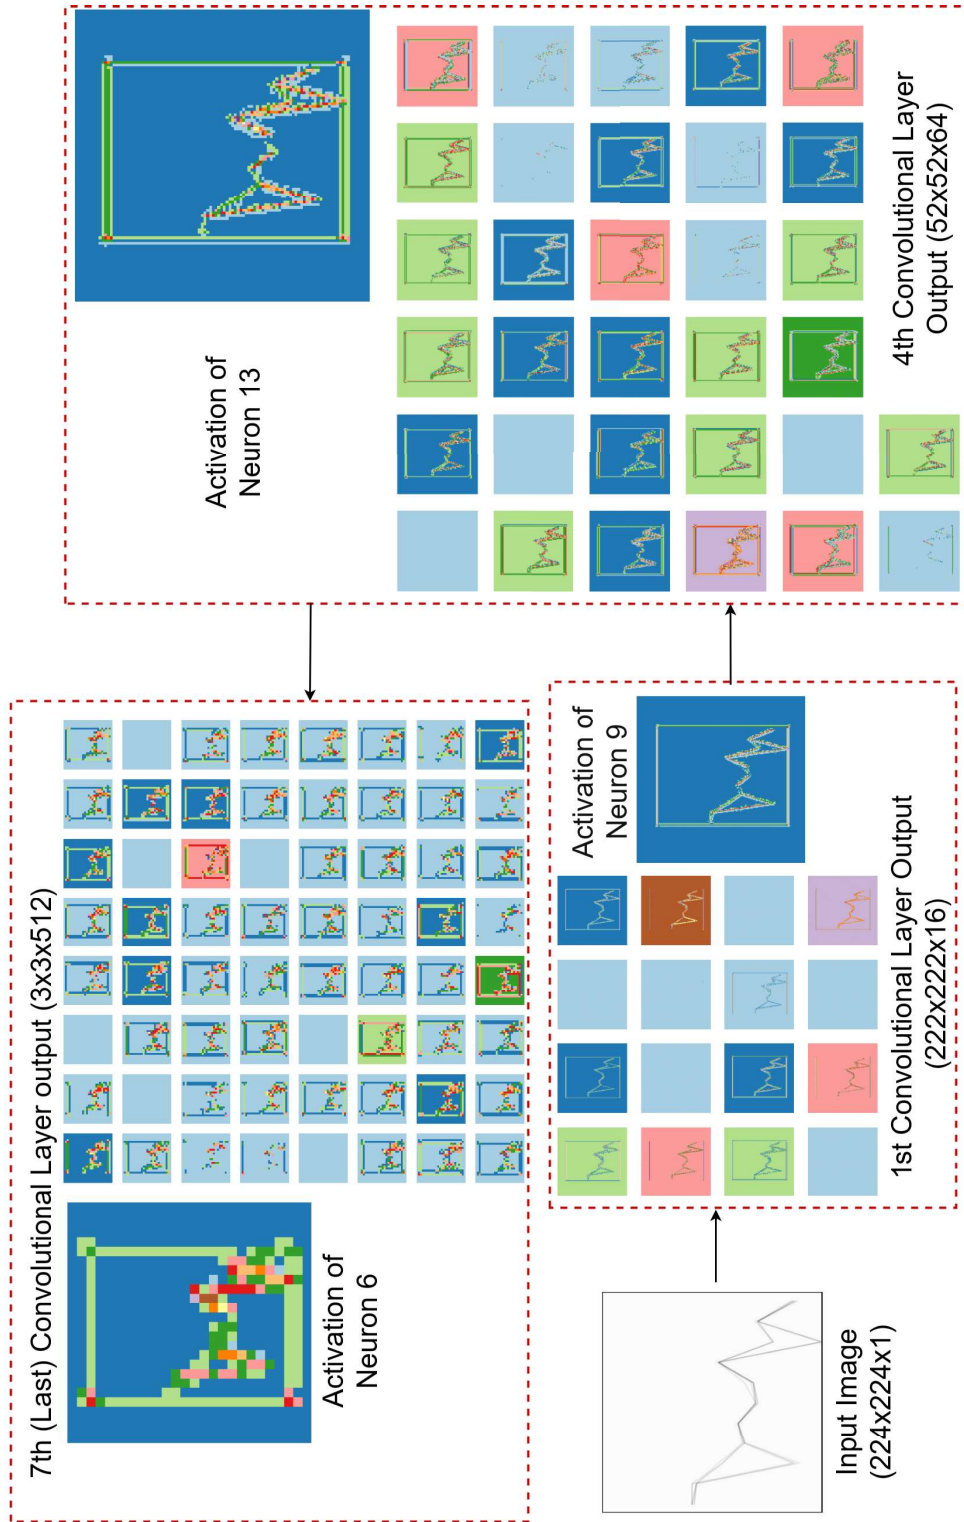 7th (Last) Convolutional Layer output (3x3x512)
Activation of
Neuron 6
Activation of
Neuron 13
4th Convolutional Layer
Output (52x52x64)
Input Image
(224x224x1)
1st Convolutional Layer Output
(222x222x16)
Activation of
Neuron 9